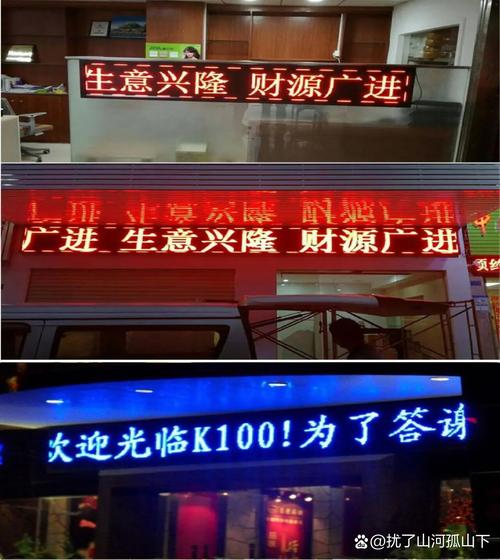 生意兴隆 财源广进
广进 生意兴隆 财源广进
欢迎光临K100!为了答谢
@扰了山河孤山下